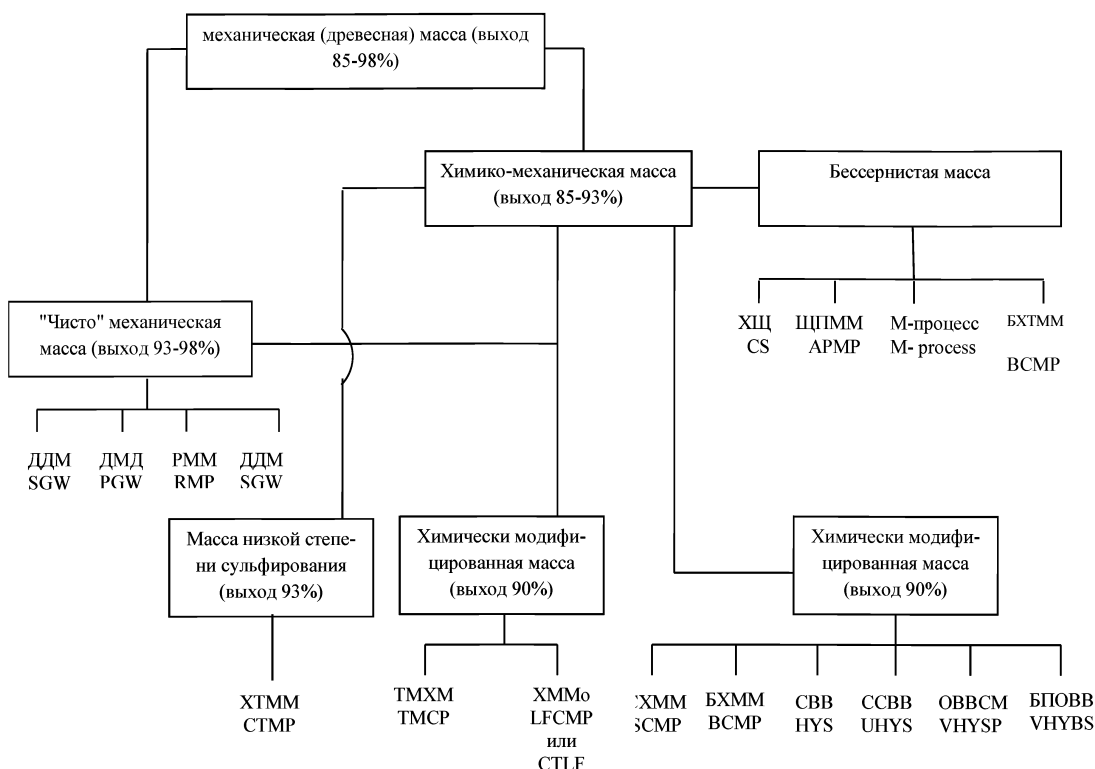 механическая (древесная) масса (выход
85-98%)
Химико-механическая масса
(выход 85-93%)
Бессернистая масса
"Чисто" механическая
масса (выход 93-98%)
ХЩ
CS
ЩПММ
APMP
М-процесс
M- process
БХТММ
BCMP
ДДМ
SGW
ДМД
PGW
РММ
RMP
ДДМ
SGW
Масса низкой степе-
ни сульфирования
(выход 93%)
Химически модифи-
цированная масса
(выход 90%)
Химически модифи-
цированная масса
(выход 90%)
ХТММ
CTMP
ТМХМ
TMCP
ХММо
LFCMP
или
CTLF
СХММ
SCMP
БХММ
BCMP
СВВ
HYS
ССВВ
UHYS
ОВВСМ
VHYSP
БПОВВ
VHYBS